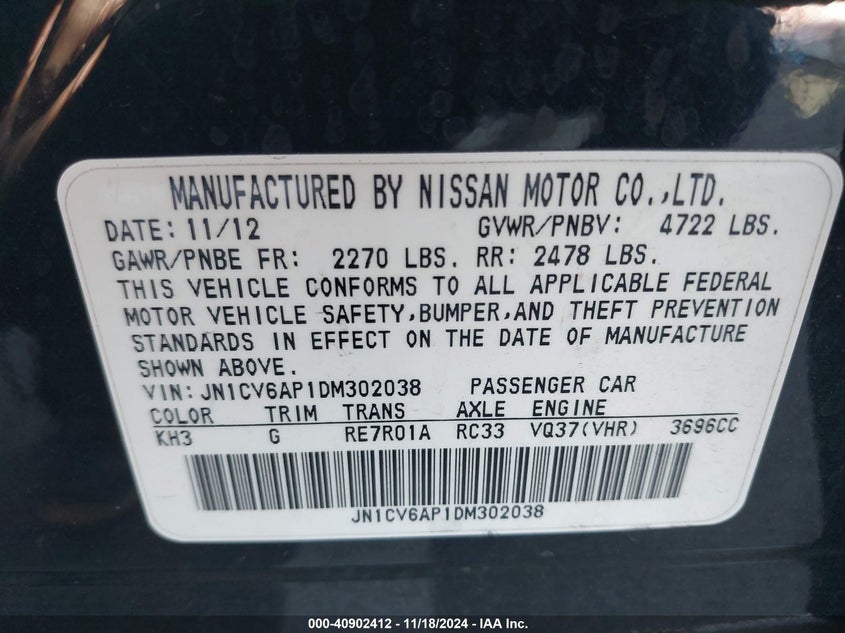 MANUFACTURED BY NISSAN MOTOR CO.,LTD.
DATE: 11/12 GVWR/PNBV: 4722 LBS.
GAWR/PNBE FR: 2270 LBS. RR: 2478 LBS.
THIS VEHICLE CONFORMS TO ALL APPLICABLE FEDERAL
MOTOR VEHICLE SAFETY,BUMPER,AND THEFT PREVENTION
STANDARDS IN EFFECT ON THE DATE OF MANUFACTURE
SHOWN ABOVE.
VIN: JN1CV6AP1DM302038 PASSENGER CAR
COLOR TRIM TRANS AXLE ENGINE
KH3 G RE7R01A RC33 VQ37(VHR) 3696CC
JN1CV6AP1DM302038
000-40902412 - 11/18/2024 - IAA Inc.